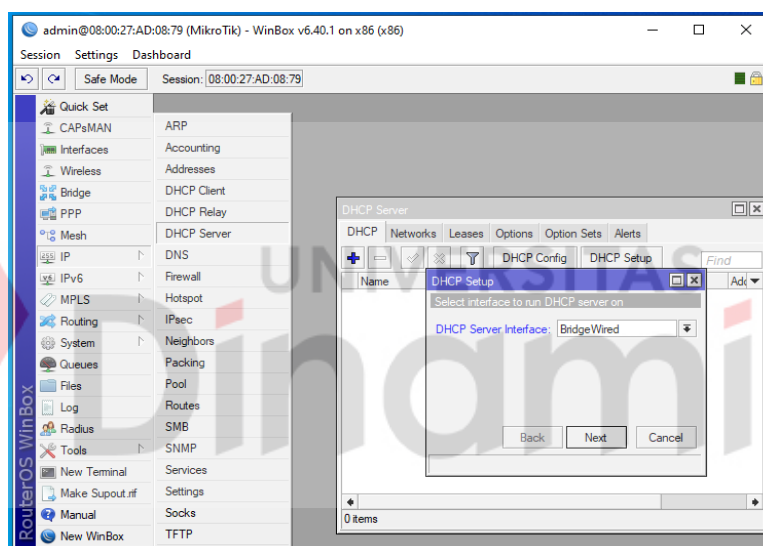 admin@08:00:27:AD:08:79 (MikroTik) - WinBox v6.40.1 on x86 (x86)
Session Settings Dashboard
Safe Mode Session: 08:00:27:AD:08:79
Quick Set
CAPsMAN
Interfaces
Wireless
Bridge
PPP
Mesh
IP
IPv6
MPLS
Routing
System
Queues
Files
Log
Radius
Tools
New Terminal
Make Supout.rif
Manual
New WinBox
RouterOS WinBox
ARP
Accounting
Addresses
DHCP Client
DHCP Relay
DHCP Server
DNS
Firewall
Hotspot
IPsec
Neighbors
Packing
Pool
Routes
SMB
SNMP
Services
Settings
Socks
TFTP
DHCP Server
DHCP Networks Leases Options Option Sets Alerts
DHCP Config DHCP Setup Find
Name Adc
DHCP Setup
Select interface to run DHCP server on
DHCP Server Interface: BridgeWired
Back Next Cancel
0 items
UNIVERSITAS
Dinami